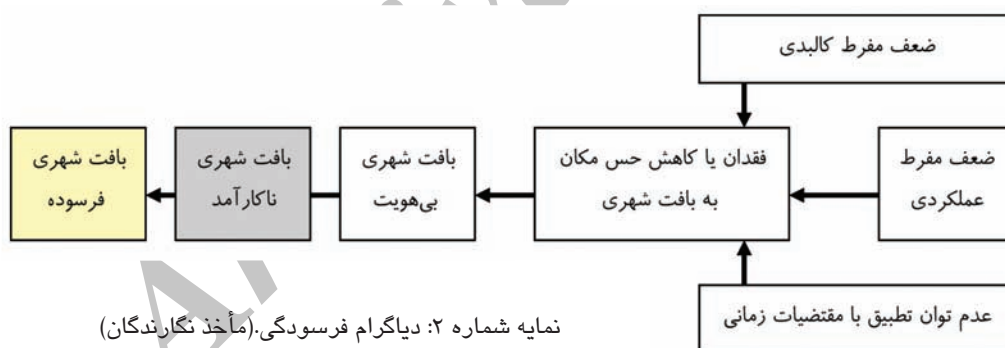 ضعف مفرط کالبدی
ضعف مفرط
عملکردی
فقدان یا کاهش حس مکان
به بافت شهری
بافت شهری
بی‌هویت
بافت شهری
ناکارآمد
بافت شهری
فرسوده
عدم توان تطبیق با مقتضیات زمانی
نمایه شماره ۲: دیاگرام فرسودگی.(مأخذ نگارندگان)